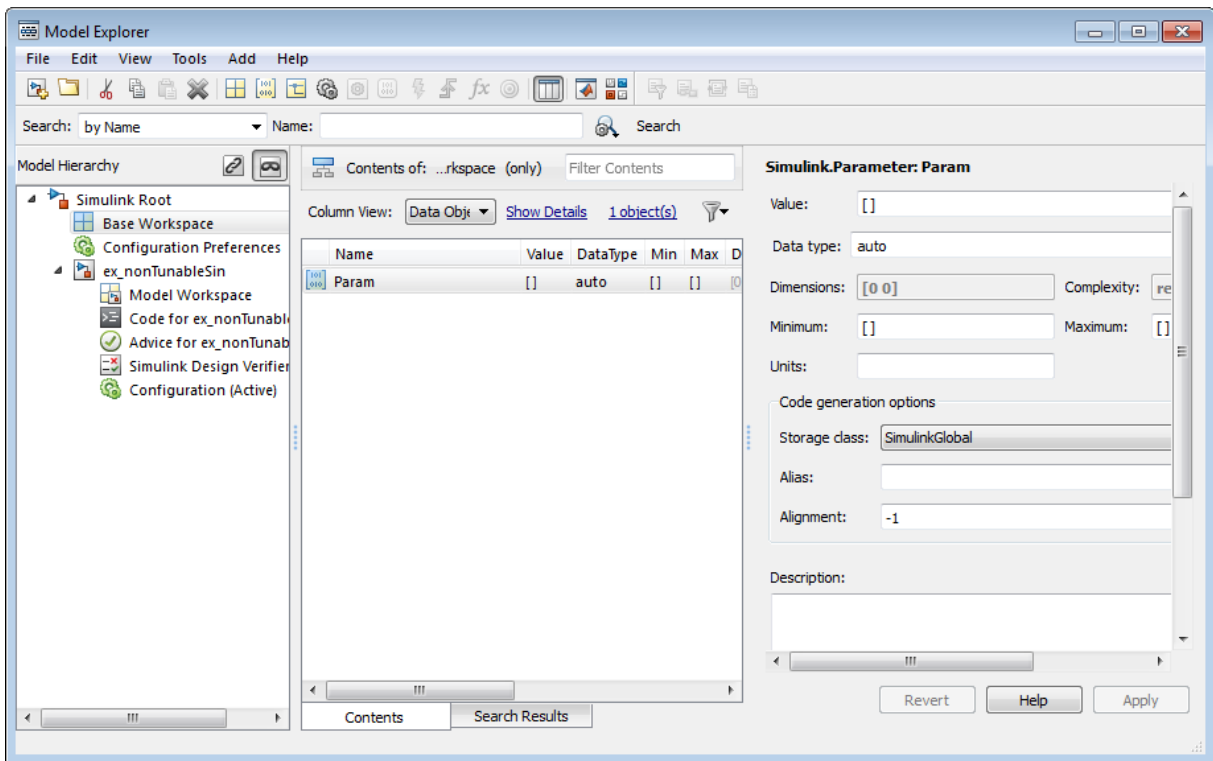 Model Explorer
File Edit View Tools Add Help
Search: by Name Name: Search
Model Hierarchy
Simulink Root
Base Workspace
Configuration Preferences
ex_nonTunableSin
Model Workspace
Code for ex_nonTunabl
Advice for ex_nonTunab
Simulink Design Verifier
Configuration (Active)
Contents of: ...rkspace (only) Filter Contents
Column View: Data Obje Show Details 1 object(s)
Name Value DataType Min Max D
Param [] auto [] [] [0
Contents Search Results
Simulink.Parameter: Param
Value: []
Data type: auto
Dimensions: [0 0] Complexity: re
Minimum: [] Maximum: []
Units:
Code generation options
Storage class: SimulinkGlobal
Alias:
Alignment: -1
Description:
Revert Help Apply